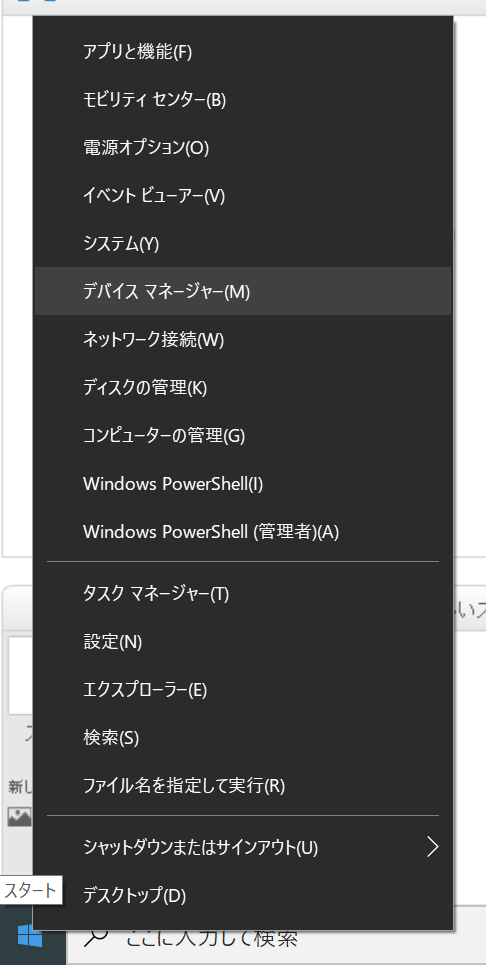 アプリと機能(F)
モビリティ センター(B)
電源オプション(O)
イベント ビューアー(V)
システム(Y)
デバイス マネージャー(M)
ネットワーク接続(W)
ディスクの管理(K)
コンピューターの管理(G)
Windows PowerShell(I)
Windows PowerShell (管理者)(A)
タスク マネージャー(T)
設定(N)
エクスプローラー(E)
検索(S)
ファイル名を指定して実行(R)
シャットダウンまたはサインアウト(U)
デスクトップ(D)
新し
スタート
ここに入力して検索